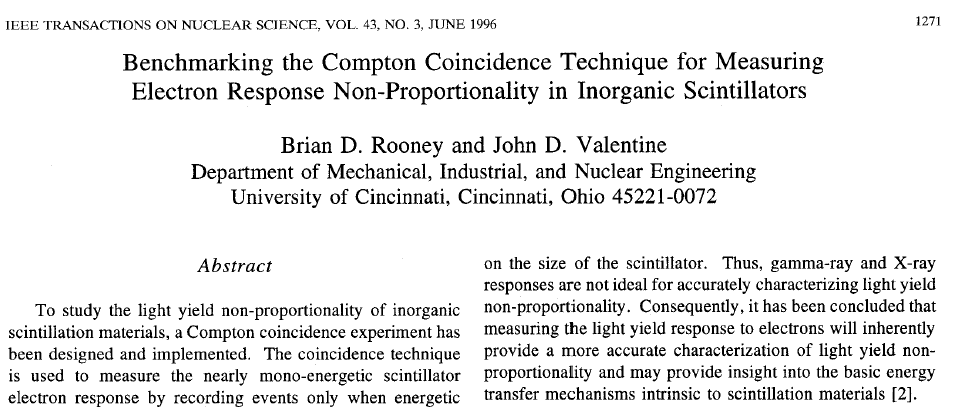 IEEE TRANSACTIONS ON NUCLEAR SCIENCE, VOL. 43, NO. 3, JUNE 1996
1271
Benchmarking the Compton Coincidence Technique for Measuring
Electron Response Non-Proportionality in Inorganic Scintillators
Brian D. Rooney and John D. Valentine
Department of Mechanical, Industrial, and Nuclear Engineering
University of Cincinnati, Cincinnati, Ohio 45221-0072
Abstract
To study the light yield non-proportionality of inorganic
scintillation materials, a Compton coincidence experiment has
been designed and implemented. The coincidence technique
is used to measure the nearly mono-energetic scintillator
electron response by recording events only when energetic
on the size of the scintillator. Thus, gamma-ray and X-ray
responses are not ideal for accurately characterizing light yield
non-proportionality. Consequently, it has been concluded that
measuring the light yield response to electrons will inherently
provide a more accurate characterization of light yield non-
proportionality and may provide insight into the basic energy
transfer mechanisms intrinsic to scintillation materials [2].